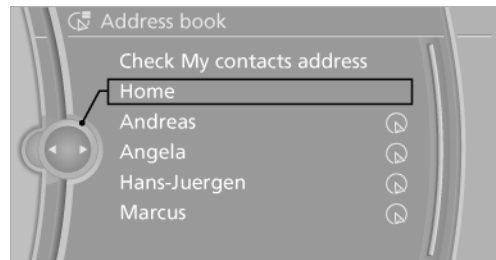 Address book
Check My contacts address
Home
Andreas
Angela
Hans-Juergen
Marcus